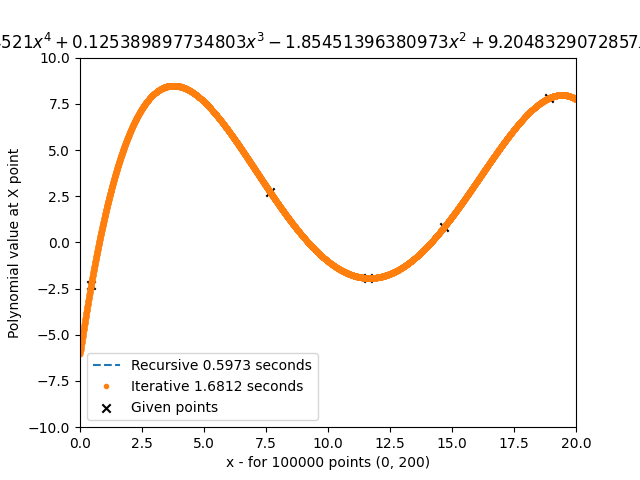 4521x⁴ + 0.125389897734803x³ − 1.85451396380973x² + 9.2048329072857
10.0
7.5
5.0
2.5
0.0
−2.5
−5.0
−7.5
−10.0
Polynomial value at X point
Recursive 0.5973 seconds
Iterative 1.6812 seconds
Given points
0.0 2.5 5.0 7.5 10.0 12.5 15.0 17.5 20.0
x - for 100000 points (0, 200)